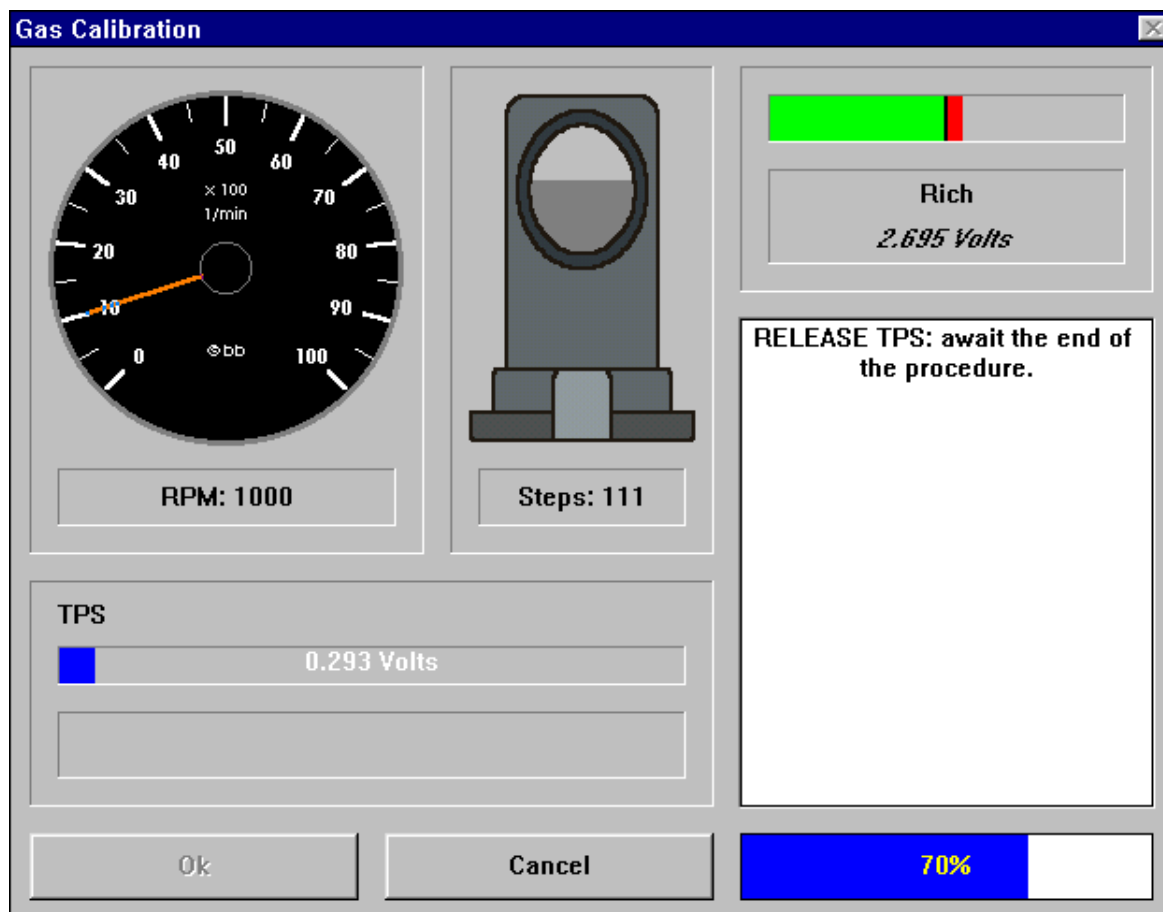 Gas Calibration
50
40
60
30
70
× 100
1/min
20
80
10
90
0
100
©bb
RPM: 1000
Steps: 111
Rich
2.695 Volts
RELEASE TPS: await the end of
the procedure.
TPS
0.293 Volts
Ok
Cancel
70%